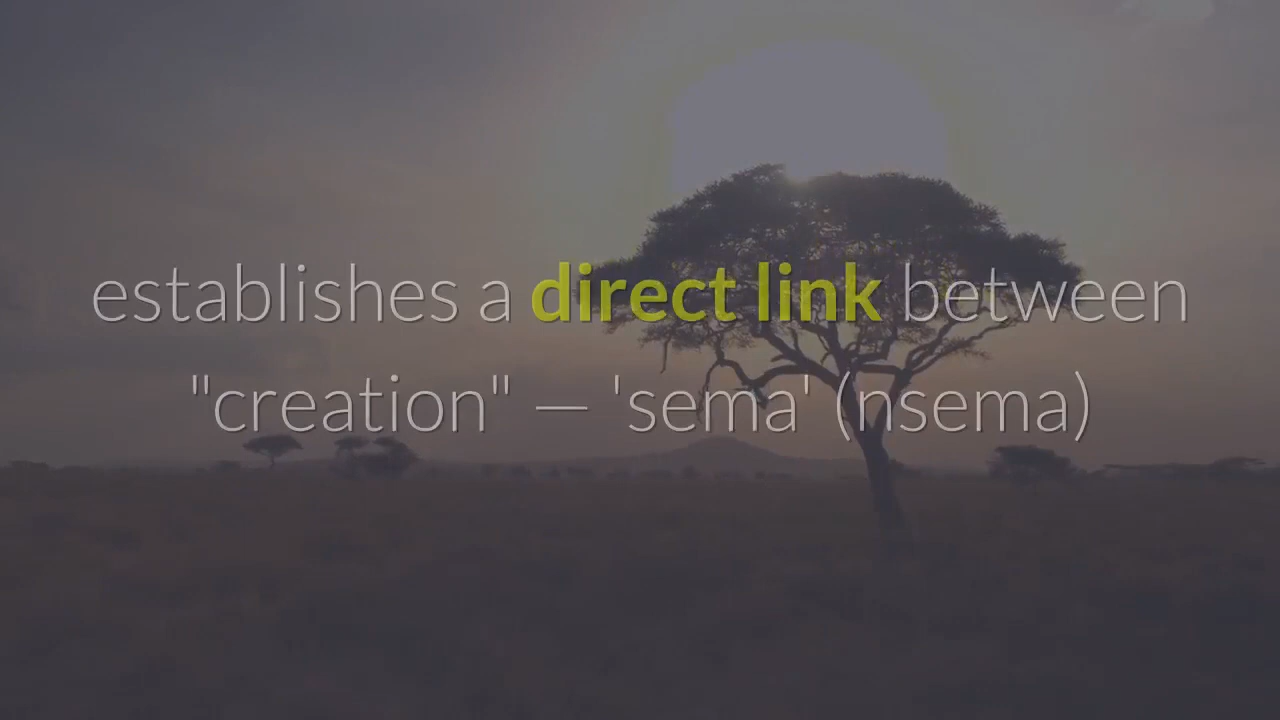 establishes a direct link between
"creation" — 'sema' (nsema)